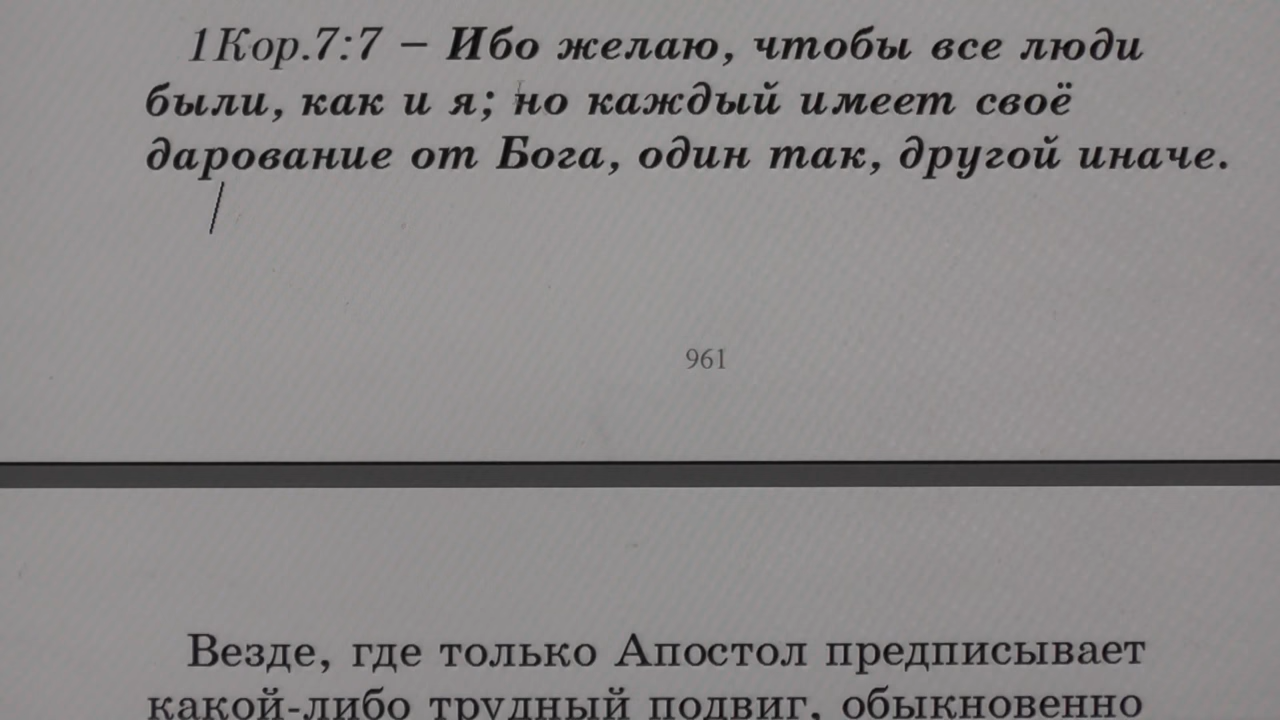 1Кор.7:7 – Ибо желаю, чтобы все люди
были, как и я; но каждый имеет своё
дарование от Бога, один так, другой иначе.
961
Везде, где только Апостол предписывает
какой-либо трудный подвиг, обыкновенно